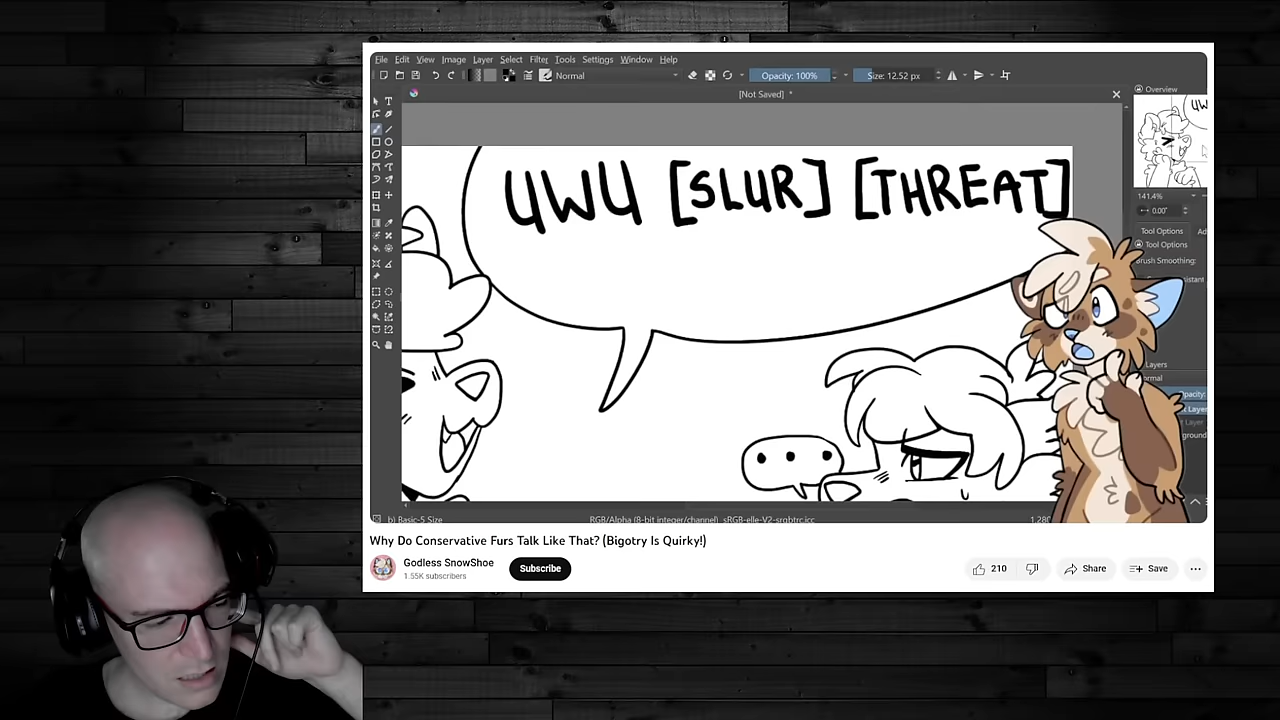 File Edit View Image Layer Select Filter Tools Settings Window Help
Normal Opacity: 100% Size: 12.52 px
[Not Saved] *
Overview
UWU [SLUR] [THREAT]
141.4%
0.00°
Tool Options
Tool Options
Brush Smoothing:
Layers
Opacity:
b) Basic-5 Size RGB/Alpha (8-bit integer/channel) sRGB-elle-V2-srgbtrc.icc
Why Do Conservative Furs Talk Like That? (Bigotry Is Quirky!)
Godless SnowShoe
1.55K subscribers
Subscribe
210
Share
Save